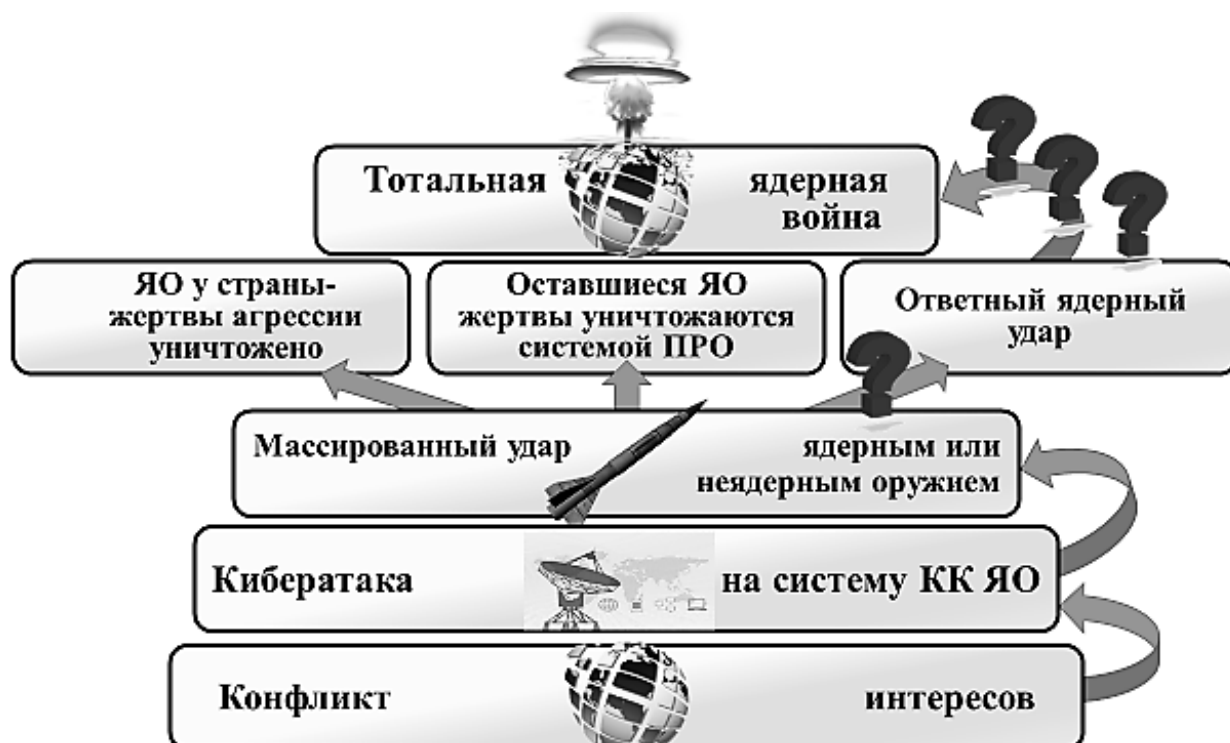 Тотальная ядерная
война
ЯО у страны-
жертвы агрессии
уничтожено
Оставшиеся ЯО
жертвы уничтожаются
системой ПРО
Ответный ядерный
удар
Массированный удар ядерным или
неядерным оружием
Кибератака на систему КК ЯО
Конфликт интересов